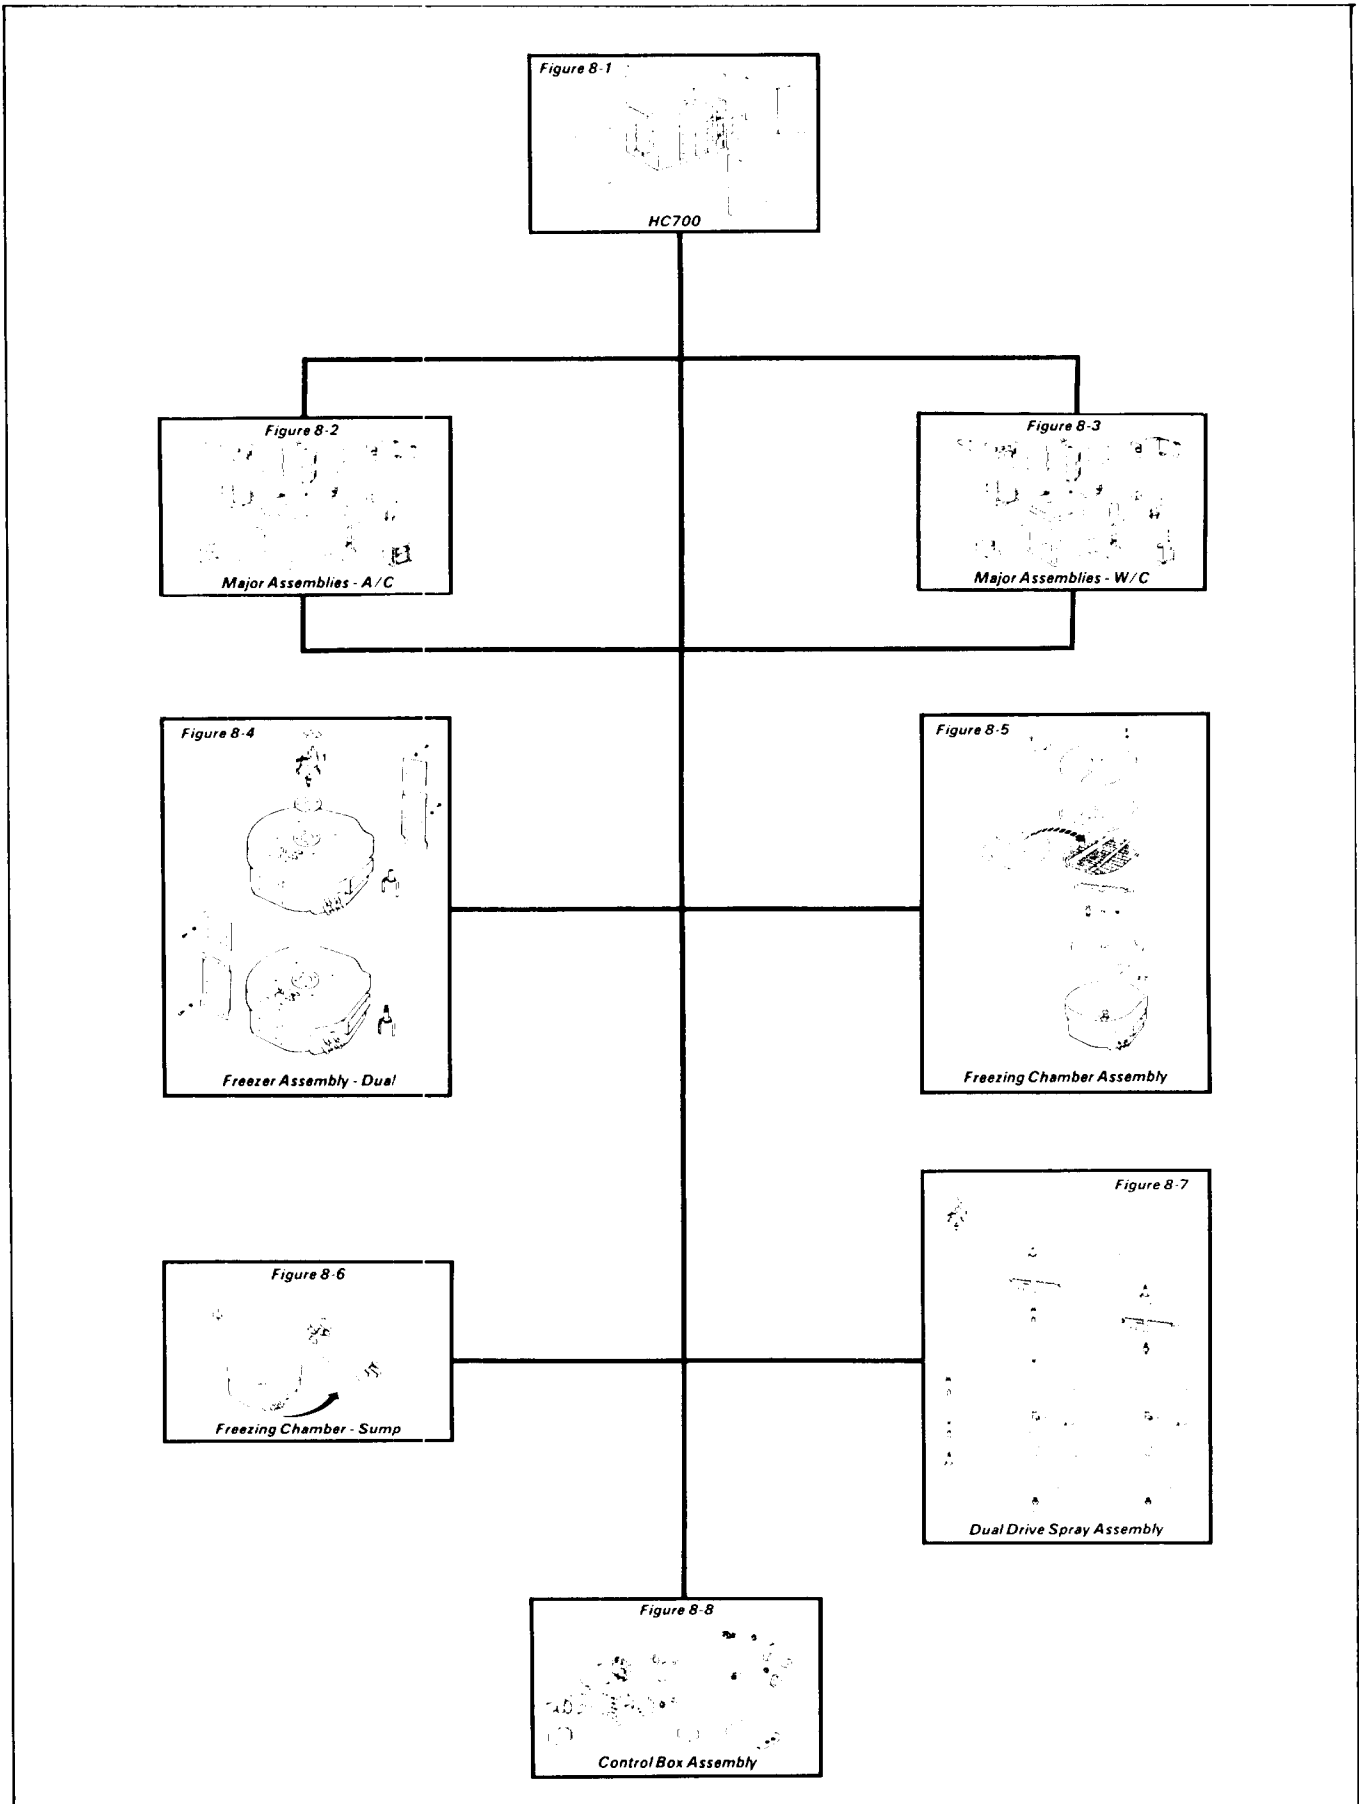 Figure 8-1
HC700
Figure 8-2
Major Assemblies - A/C
Figure 8-3
Major Assemblies - W/C
Figure 8-4
Freezer Assembly - Dual
Figure 8-5
Freezing Chamber Assembly
Figure 8-6
Freezing Chamber - Sump
Figure 8-7
Dual Drive Spray Assembly
Figure 8-8
Control Box Assembly